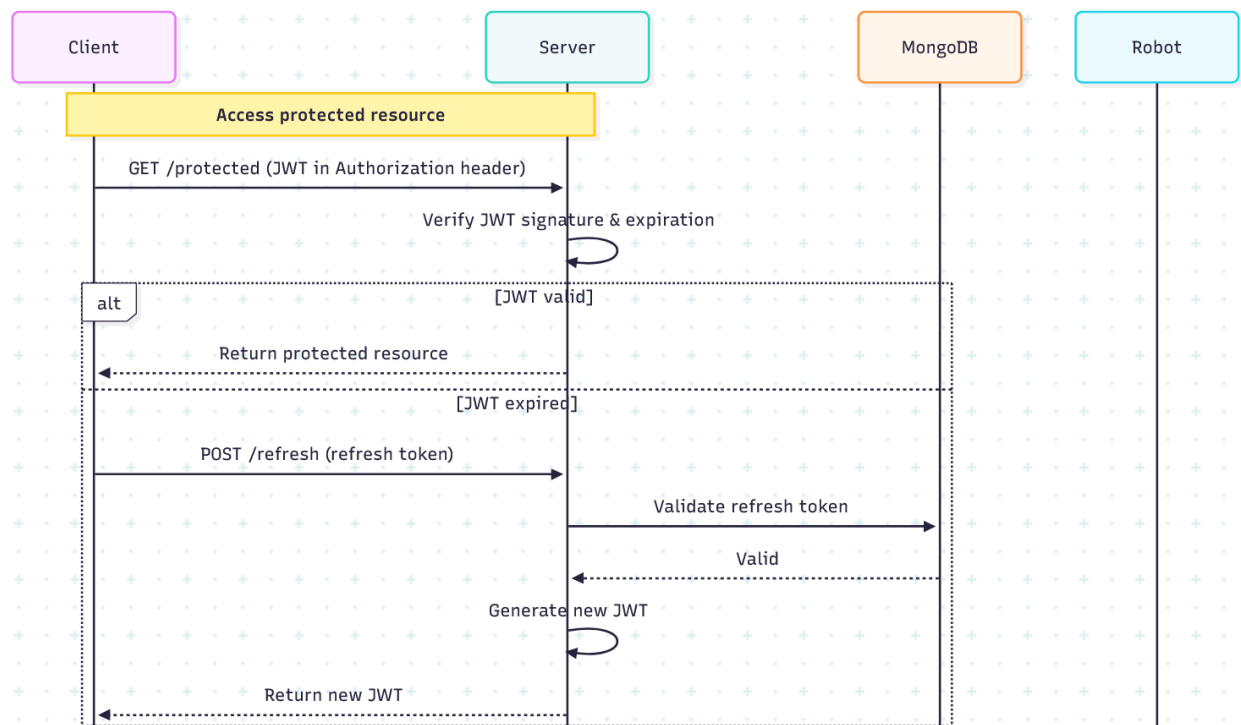 Client
Server
MongoDB
Robot
Access protected resource
GET /protected (JWT in Authorization header)
Verify JWT signature & expiration
alt
[JWT valid]
Return protected resource
[JWT expired]
POST /refresh (refresh token)
Validate refresh token
Valid
Generate new JWT
Return new JWT